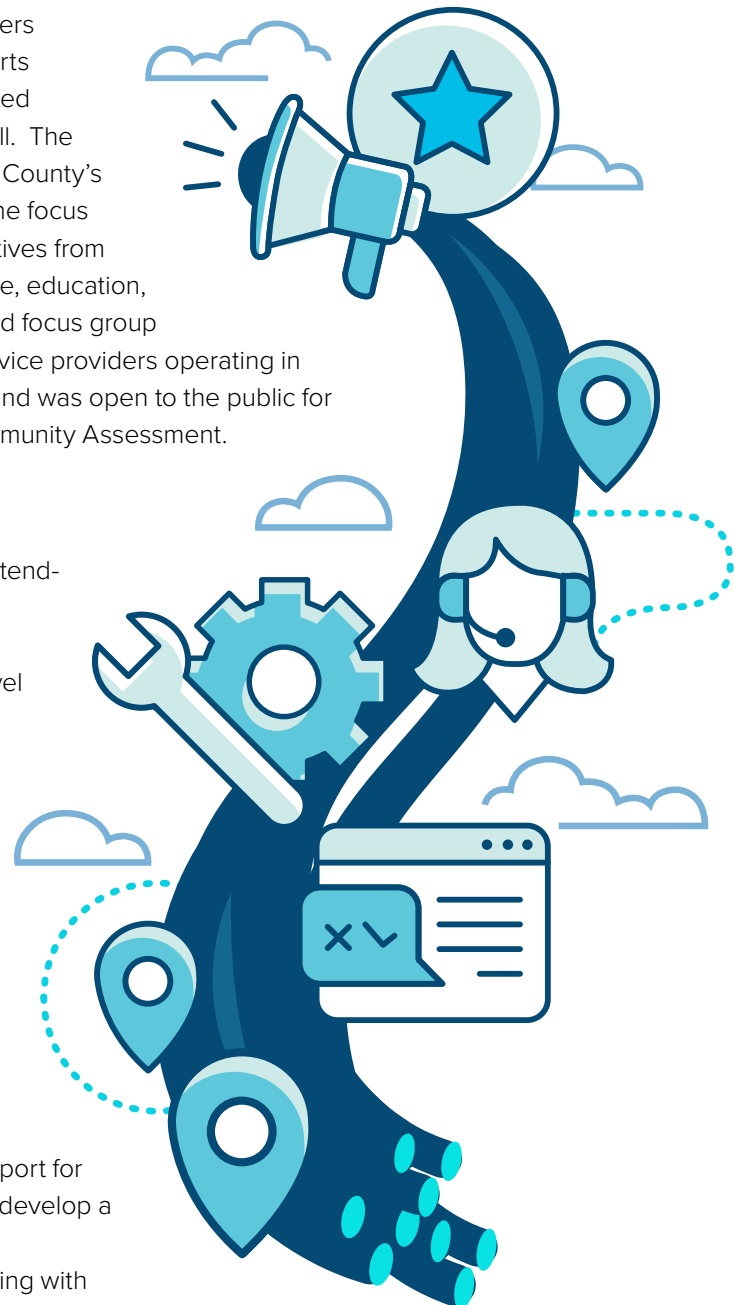 ers
rts
ed
ll. The
County's
ne focus
tives from
e, education,
d focus group
vice providers operating in
nd was open to the public for
munity Assessment.
tend-
vel
port for
develop a
ing with